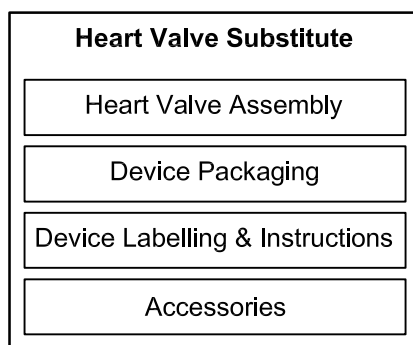 Heart Valve Substitute
Heart Valve Assembly
Device Packaging
Device Labelling & Instructions
Accessories